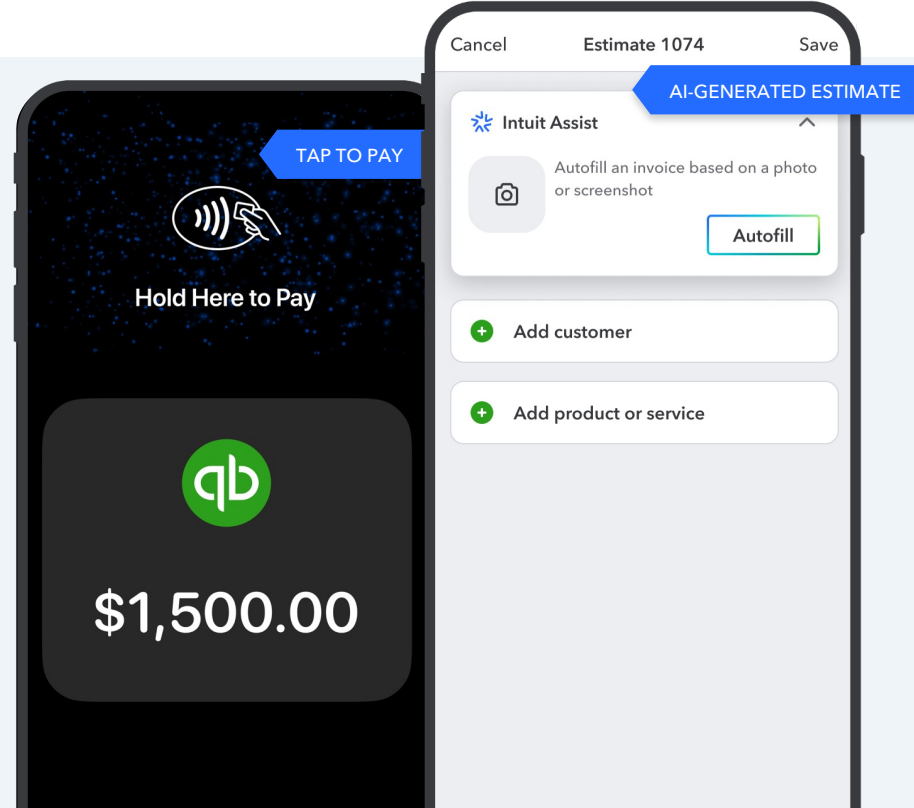 TAP TO PAY
Hold Here to Pay
qb
$1,500.00
Cancel
Estimate 1074
Save
AI-GENERATED ESTIMATE
Intuit Assist
Autofill an invoice based on a photo
or screenshot
Autofill
Add customer
Add product or service